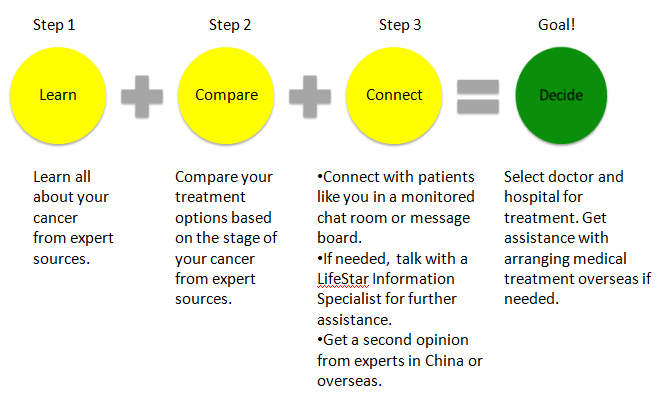 Step 1
Step 2
Step 3
Goal!
Learn
Compare
Connect
Decide
Learn all
about your
cancer
from expert
sources.
Compare your
treatment
options based
on the stage of
your cancer
from expert
sources.
•Connect with patients
like you in a monitored
chat room or message
board.
•If needed, talk with a
LifeStar Information
Specialist for further
assistance.
•Get a second opinion
from experts in China or
overseas.
Select doctor and
hospital for
treatment. Get
assistance with
arranging medical
treatment overseas if
needed.